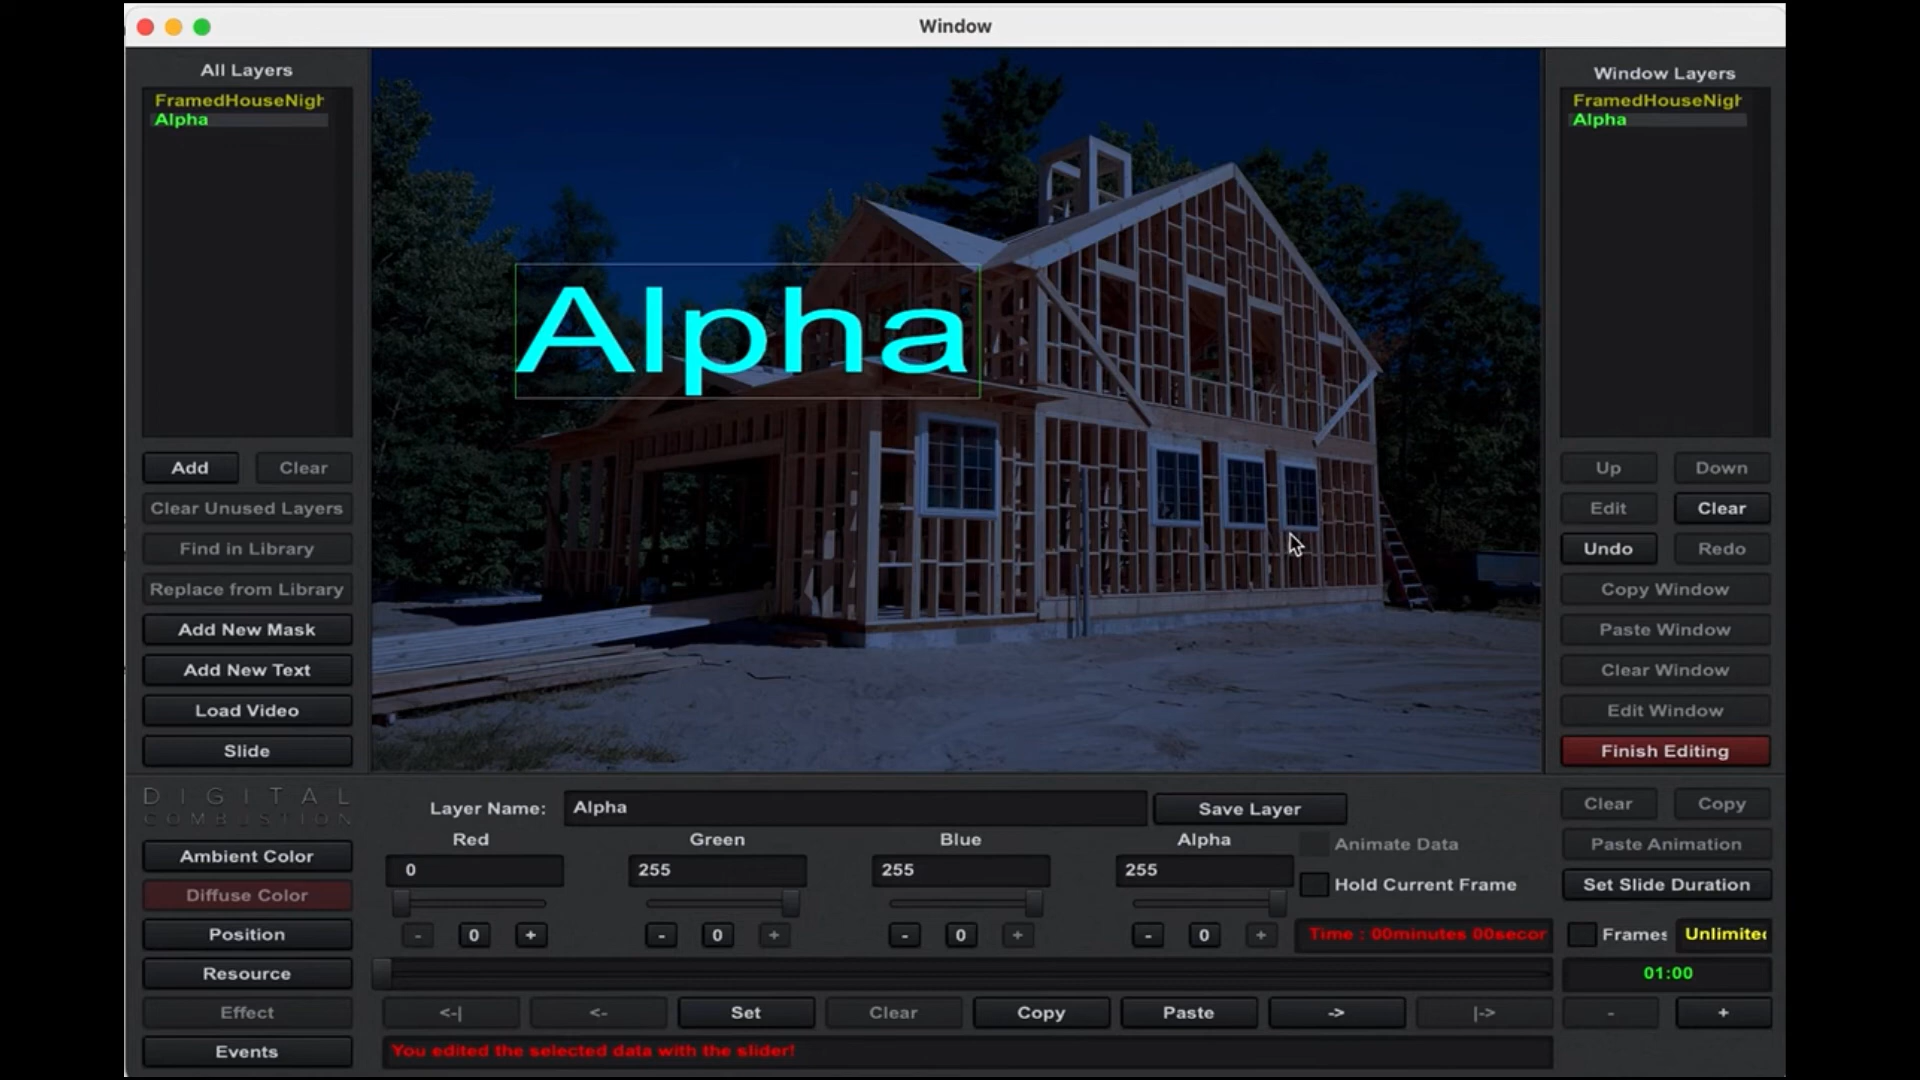 Window
All Layers
FramedHouseNigh
Alpha
Add
Clear
Clear Unused Layers
Find in Library
Replace from Library
Add New Mask
Add New Text
Load Video
Slide
Alpha
Window Layers
FramedHouseNigh
Alpha
Up
Down
Edit
Clear
Undo
Redo
Copy Window
Paste Window
Clear Window
Edit Window
Finish Editing
DIGITAL
COMBUSTION
Ambient Color
Diffuse Color
Position
Resource
Effect
Events
Layer Name:
Alpha
Save Layer
Red
Green
Blue
Alpha
0
255
255
255
- 0 +
- 0 +
- 0 +
- 0 +
Animate Data
Hold Current Frame
Time : 00minutes 00secor
<-|
<-
Set
Clear
Copy
Paste
->
|->
You edited the selected data with the slider!
Clear
Copy
Paste Animation
Set Slide Duration
Frames
Unlimited
01:00
-
+